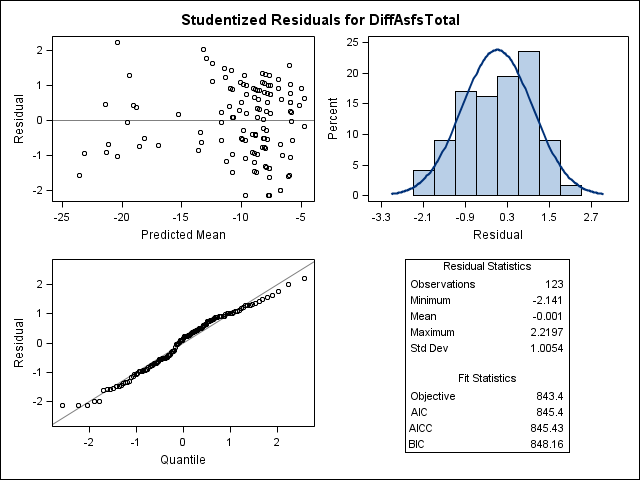 Studentized Residuals for DiffAsfsTotal
2
1
0
-1
-2
Residual
-25 -20 -15 -10 -5
Predicted Mean
25
20
15
10
5
0
Percent
-3.3 -2.1 -0.9 0.3 1.5 2.7
Residual
2
1
0
-1
-2
Residual
-2 -1 0 1 2
Quantile
Residual Statistics
Observations 123
Minimum -2.141
Mean -0.001
Maximum 2.2197
Std Dev 1.0054
Fit Statistics
Objective 843.4
AIC 845.4
AICC 845.43
BIC 848.16